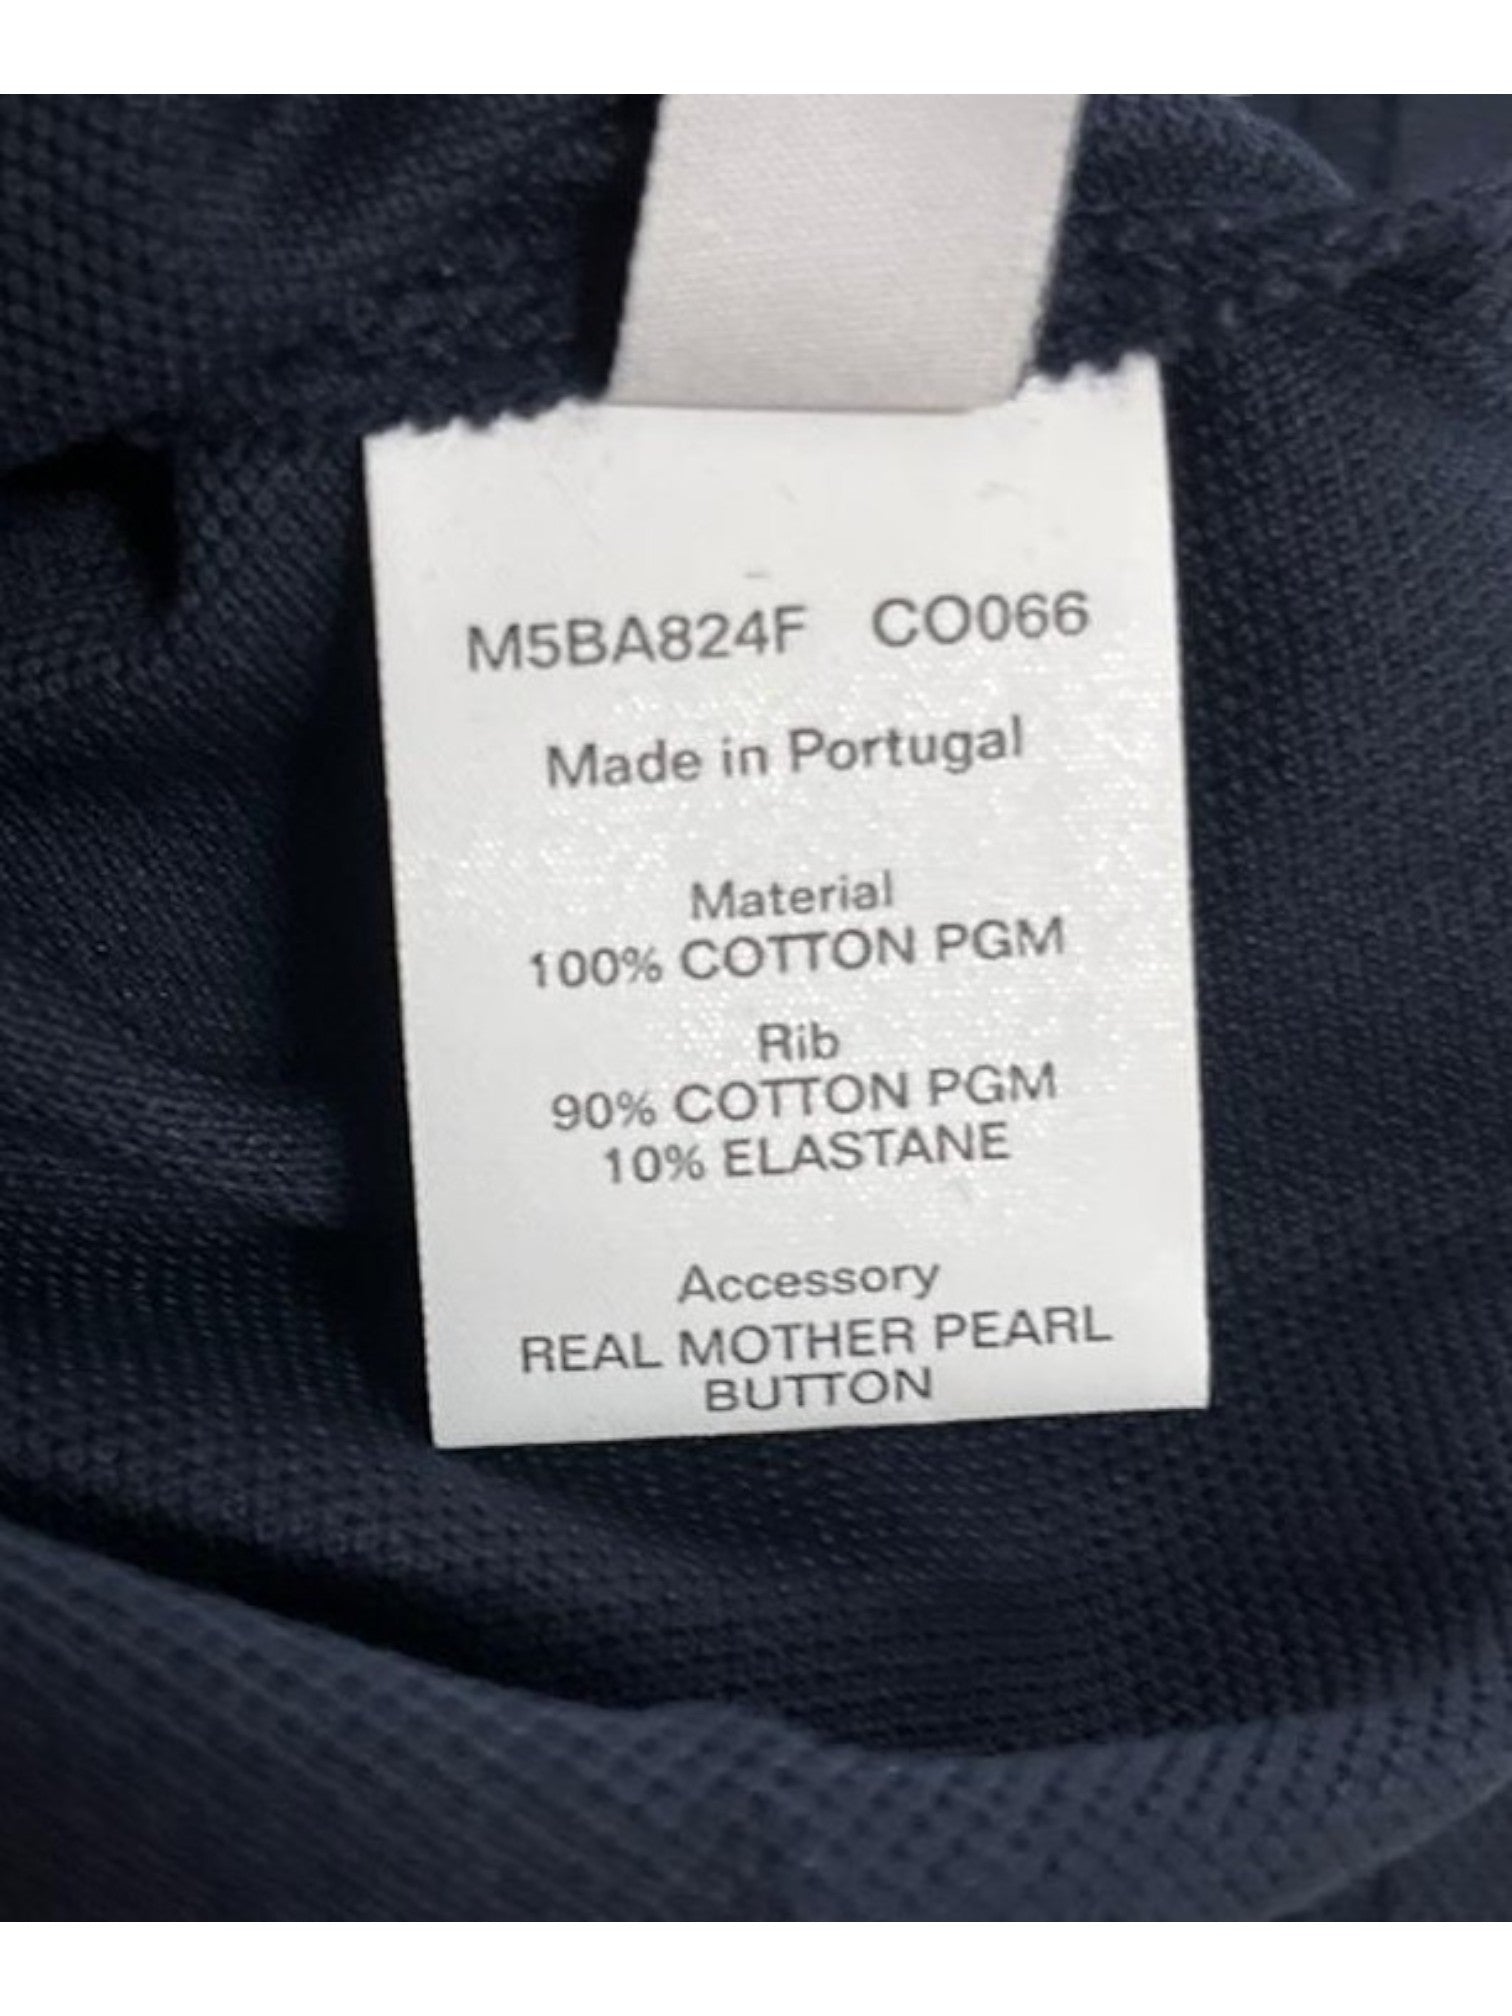 M5BA824F CO066
Made in Portugal
Material
100% COTTON PGM
Rib
90% COTTON PGM
10% ELASTANE
Accessory
REAL MOTHER PEARL
BUTTON